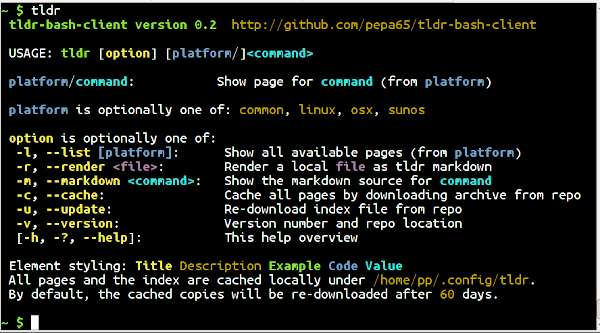 ~ $ tldr
tldr-bash-client version 0.2  http://github.com/pepa65/tldr-bash-client
USAGE: tldr [option] [platform/]<command>
platform/command:          Show page for command (from platform)
platform is optionally one of: common, linux, osx, sunos
option is optionally one of:
-l, --list [platform]:      Show all available pages (from platform)
-r, --render <file>:        Render a local file as tldr markdown
-m, --markdown <command>:   Show the markdown source for command
-c, --cache:                Cache all pages by downloading archive from repo
-u, --update:               Re-download index file from repo
-v, --version:              Version number and repo location
[-h, -?, --help]:           This help overview
Element styling: Title Description Example Code Value
All pages and the index are cached locally under /home/pp/.config/tldr.
By default, the cached copies will be re-downloaded after 60 days.
~ $